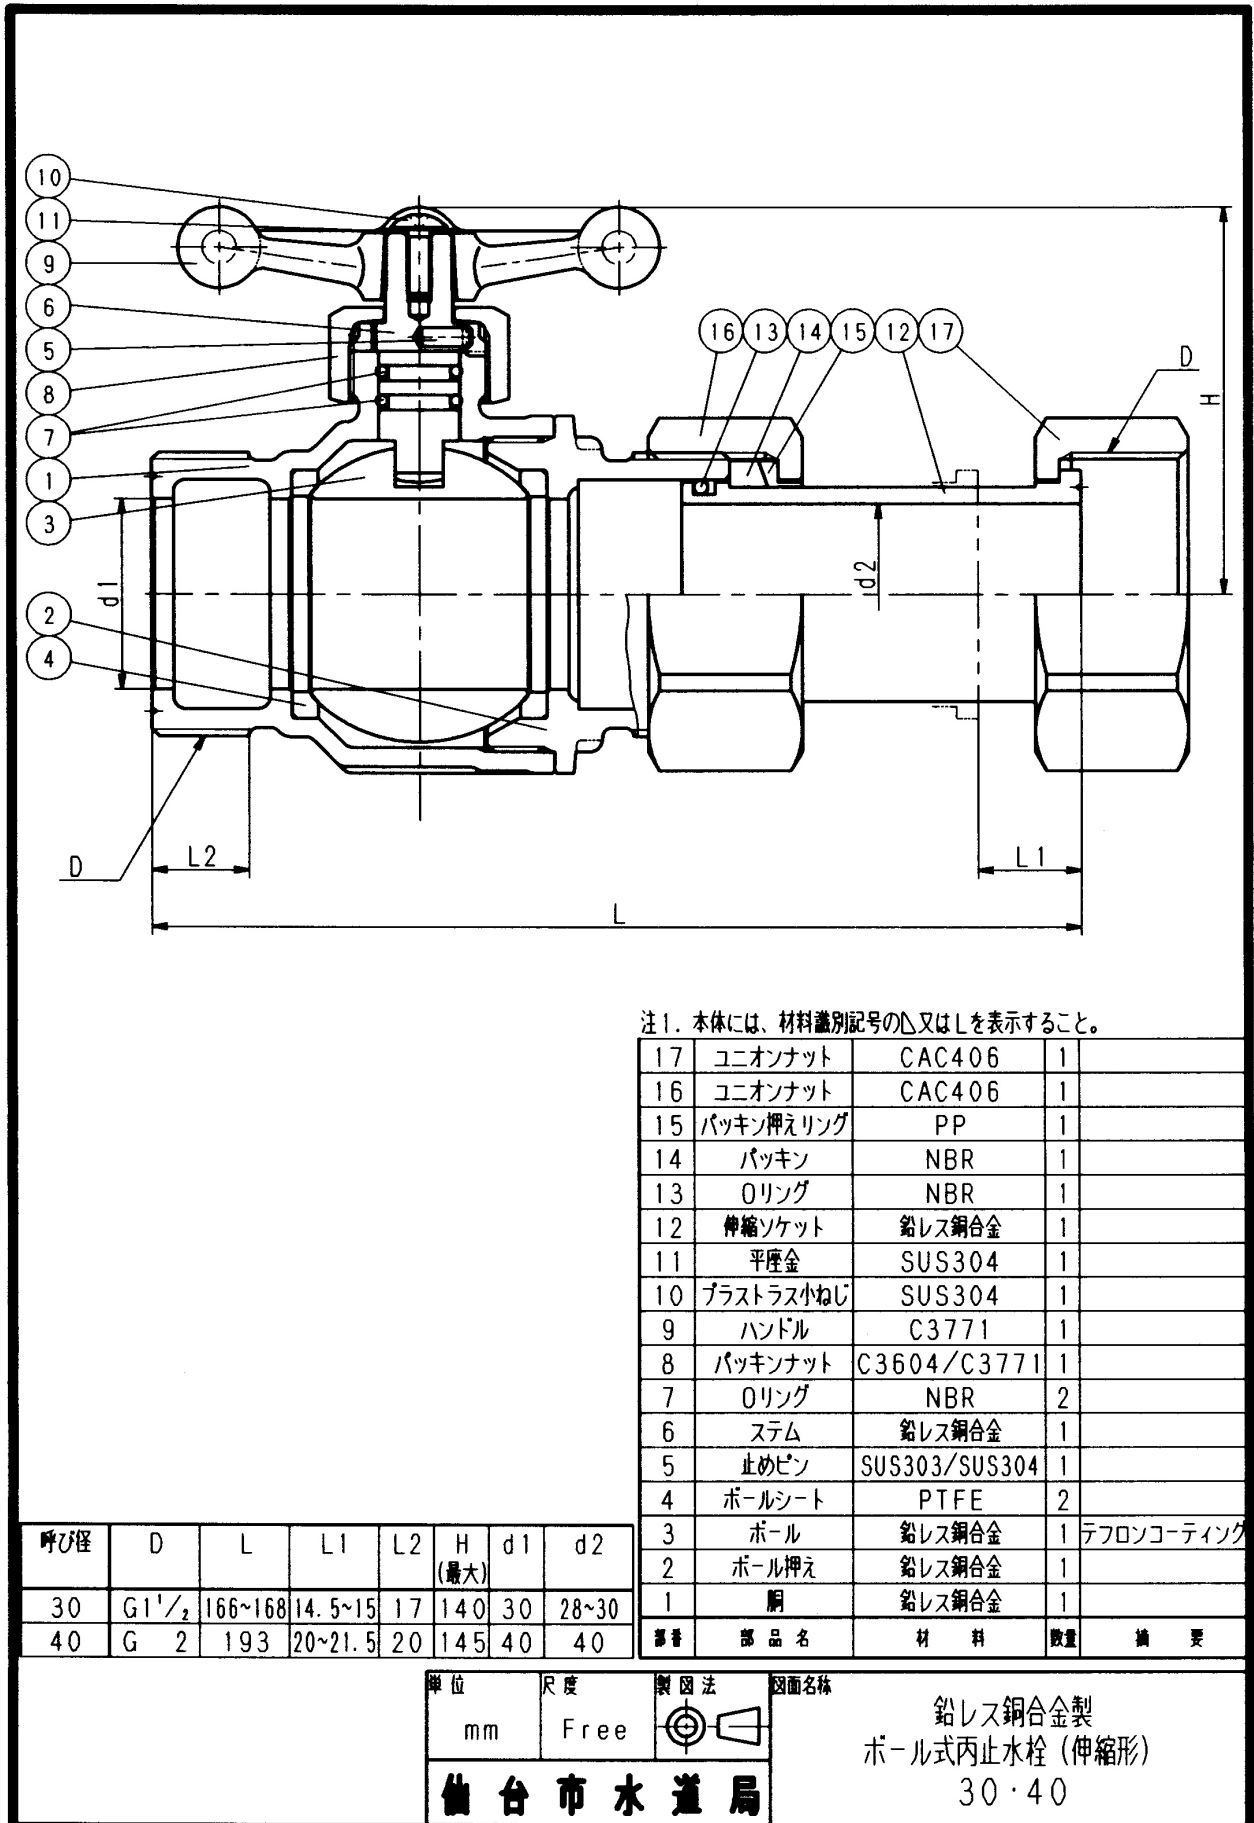 10
11
9
6
5
8
7
1
3
2
4
16 13 14 15 12 17
D
H
d1
d2
D
L2
L1
L
注1. 本体には、材料識別記号の△又はLを表示すること。
17 ユニオンナット CAC406 1
16 ユニオンナット CAC406 1
15 パッキン押えリング PP 1
14 パッキン NBR 1
13 Oリング NBR 1
12 伸縮ソケット 鉛レス銅合金 1
11 平座金 SUS304 1
10 プラストラス小ねじ SUS304 1
9 ハンドル C3771 1
8 パッキンナット C3604/C3771 1
7 Oリング NBR 2
6 ステム 鉛レス銅合金 1
5 止めピン SUS303/SUS304 1
4 ボールシート PTFE 2
3 ボール 鉛レス銅合金 1 テフロンコーティング
2 ボール押え 鉛レス銅合金 1
1 胴 鉛レス銅合金 1
部番 部品名 材料 数量 摘要
呼び径 D L L1 L2 H (最大) d1 d2
30 G1 1/2 166~168 14.5~15 17 140 30 28~30
40 G 2 193 20~21.5 20 145 40 40
単位 尺度 製図法 図面名称
mm Free
鉛レス銅合金製
ボール式丙止水栓(伸縮形)
30・40
仙台市水道局